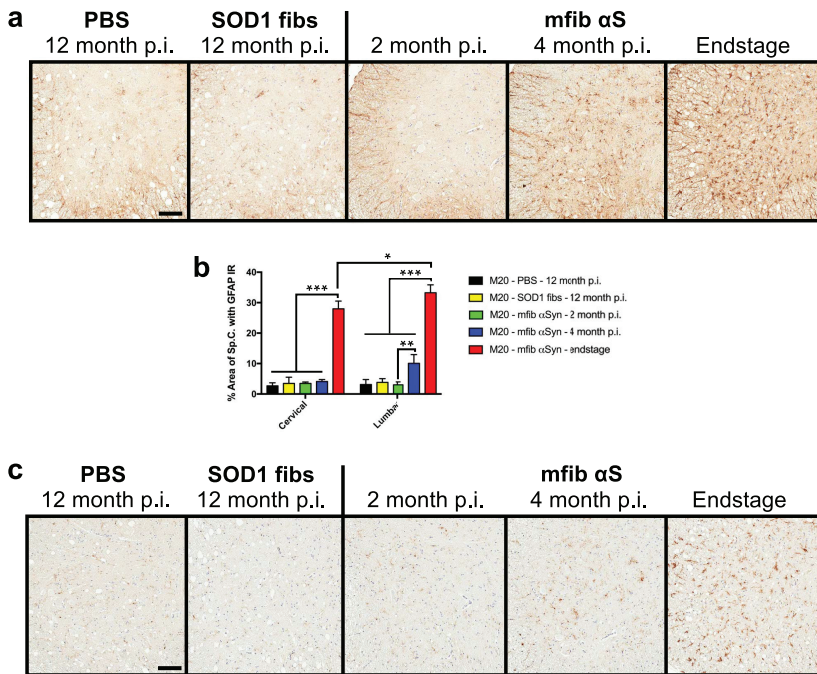 a
PBS
12 month p.i.
SOD1 fibs
12 month p.i.
mfib αS
2 month p.i.
4 month p.i.
Endstage
b
% Area of Sp.C. with GFAP IR
40
30
20
10
0
***
*
***
**
Cervical
Lumbar
M20 - PBS - 12 month p.i.
M20 - SOD1 fibs - 12 month p.i.
M20 - mfib αSyn - 2 month p.i.
M20 - mfib αSyn - 4 month p.i.
M20 - mfib αSyn - endstage
c
PBS
12 month p.i.
SOD1 fibs
12 month p.i.
mfib αS
2 month p.i.
4 month p.i.
Endstage